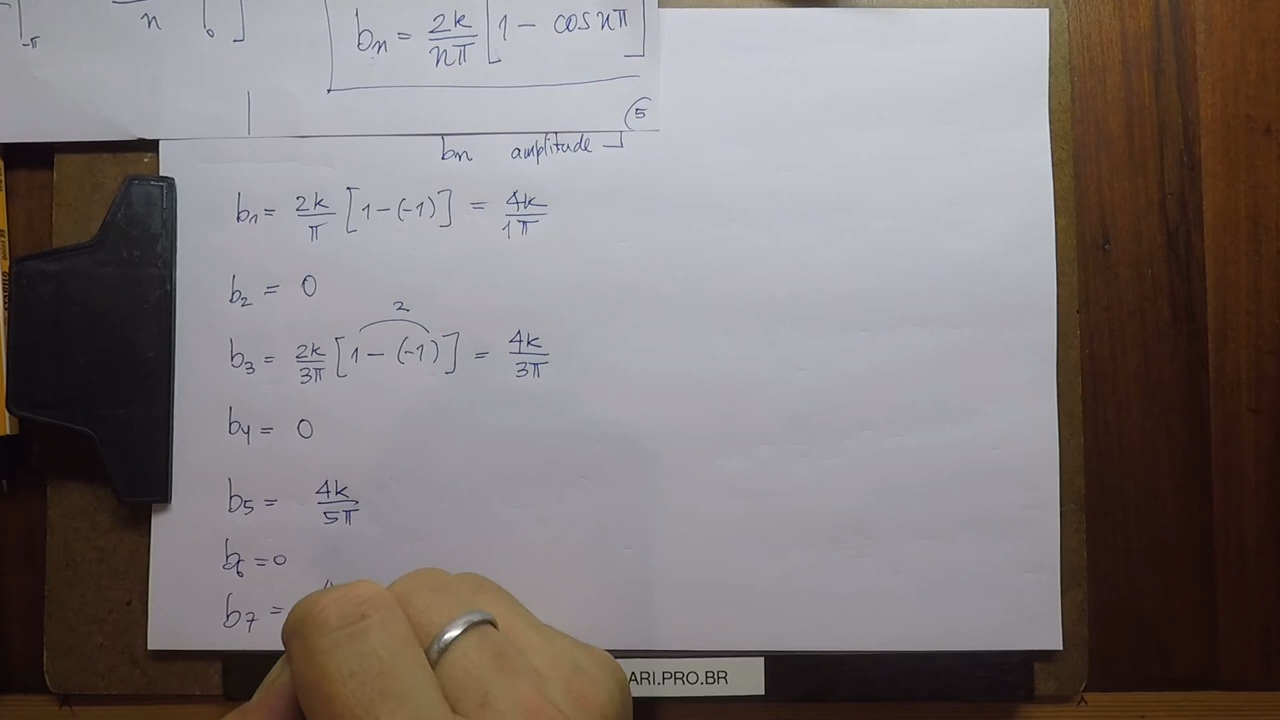 -π n 0 ]
bn = 2k/nπ [1 - cos nπ]
5
bn amplitude
b1 = 2k/π [1-(-1)] = 4k/1π
b2 = 0
2
b3 = 2k/3π [1-(-1)] = 4k/3π
b4 = 0
b5 = 4k/5π
b6 = 0
b7 =
ARI.PRO.BR